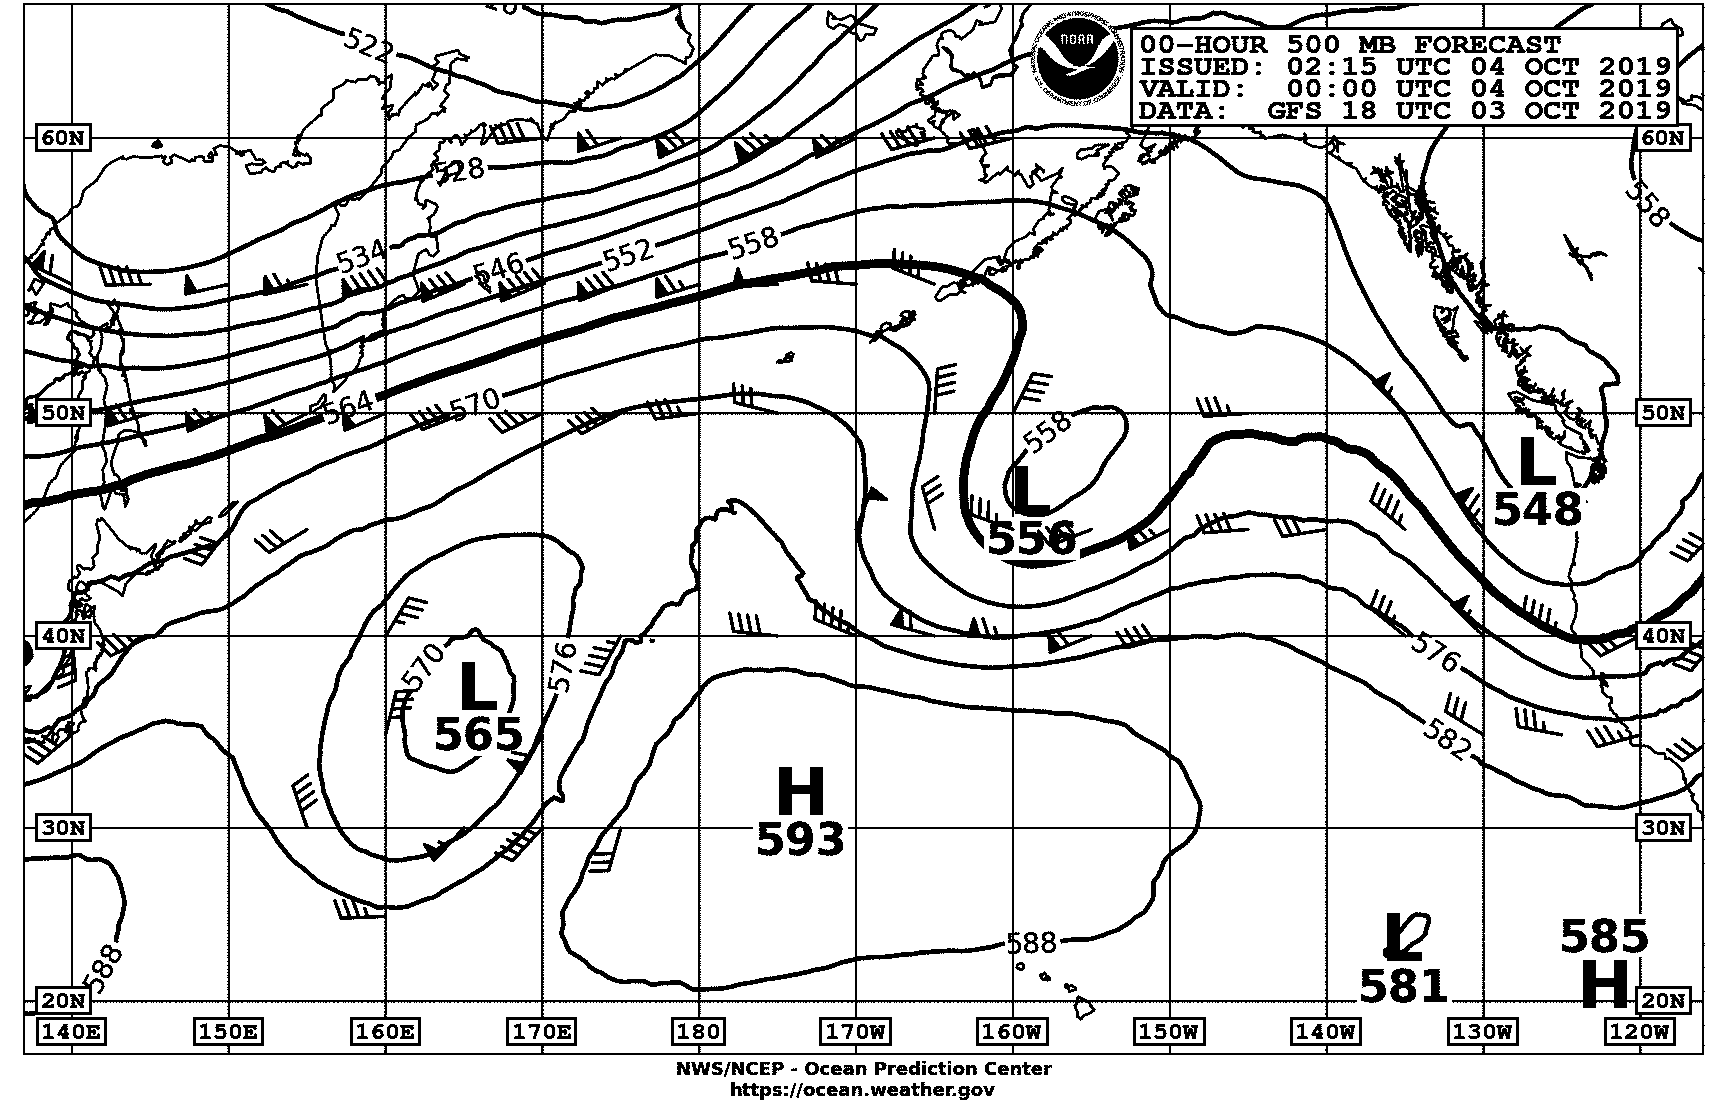 522
NOAA
00-HOUR 500 MB FORECAST
ISSUED: 02:15 UTC 04 OCT 2019
VALID: 00:00 UTC 04 OCT 2019
DATA: GFS 18 UTC 03 OCT 2019
60N
60N
528
558
534
546
552
558
50N
564
570
558
50N
L
556
L
548
40N
570
576
L
565
576
40N
582
H
593
30N
30N
588
588
L
581
585
H
20N
20N
140E 150E 160E 170E 180 170W 160W 150W 140W 130W 120W
NWS/NCEP - Ocean Prediction Center
https://ocean.weather.gov